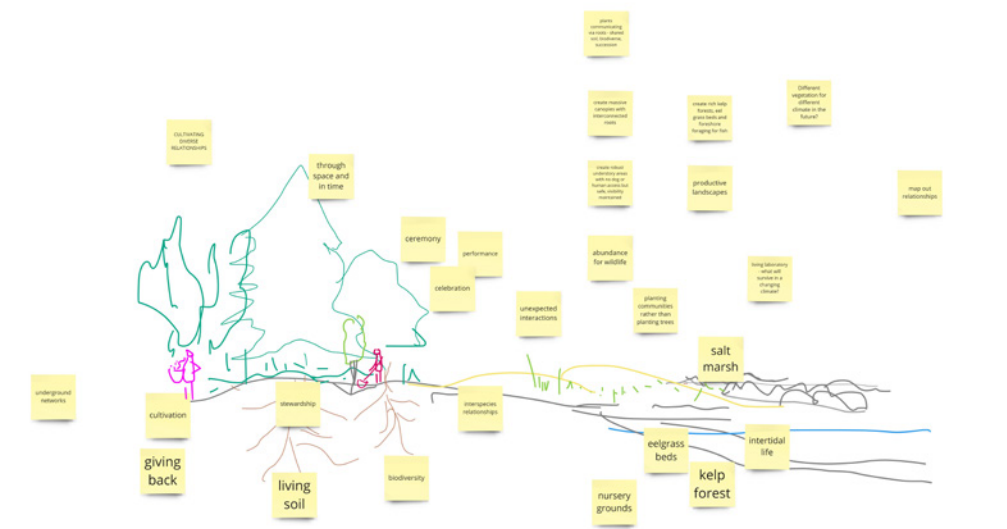 plants
communicating
via roots - shared
soil, biodiverse,
succession
create massive
canopies with
interconnected
roots
create rich kelp
forests, eel
grass beds and
foreshore
foraging for fish
Different
vegetation for
different
climate in the
future?
CULTIVATING
DIVERSE
RELATIONSHIPS
through
space and
in time
create robust
understory areas
with no dog or
human access but
safe, visibility
maintained
productive
landscapes
map out
relationships
ceremony
performance
celebration
abundance
for wildlife
living laboratory
- what will
survive in a
changing
climate?
unexpected
interactions
planting
communities
rather than
planting trees
salt
marsh
underground
networks
cultivation
stewardship
interspecies
relationships
eelgrass
beds
intertidal
life
giving
back
living
soil
biodiversity
kelp
forest
nursery
grounds